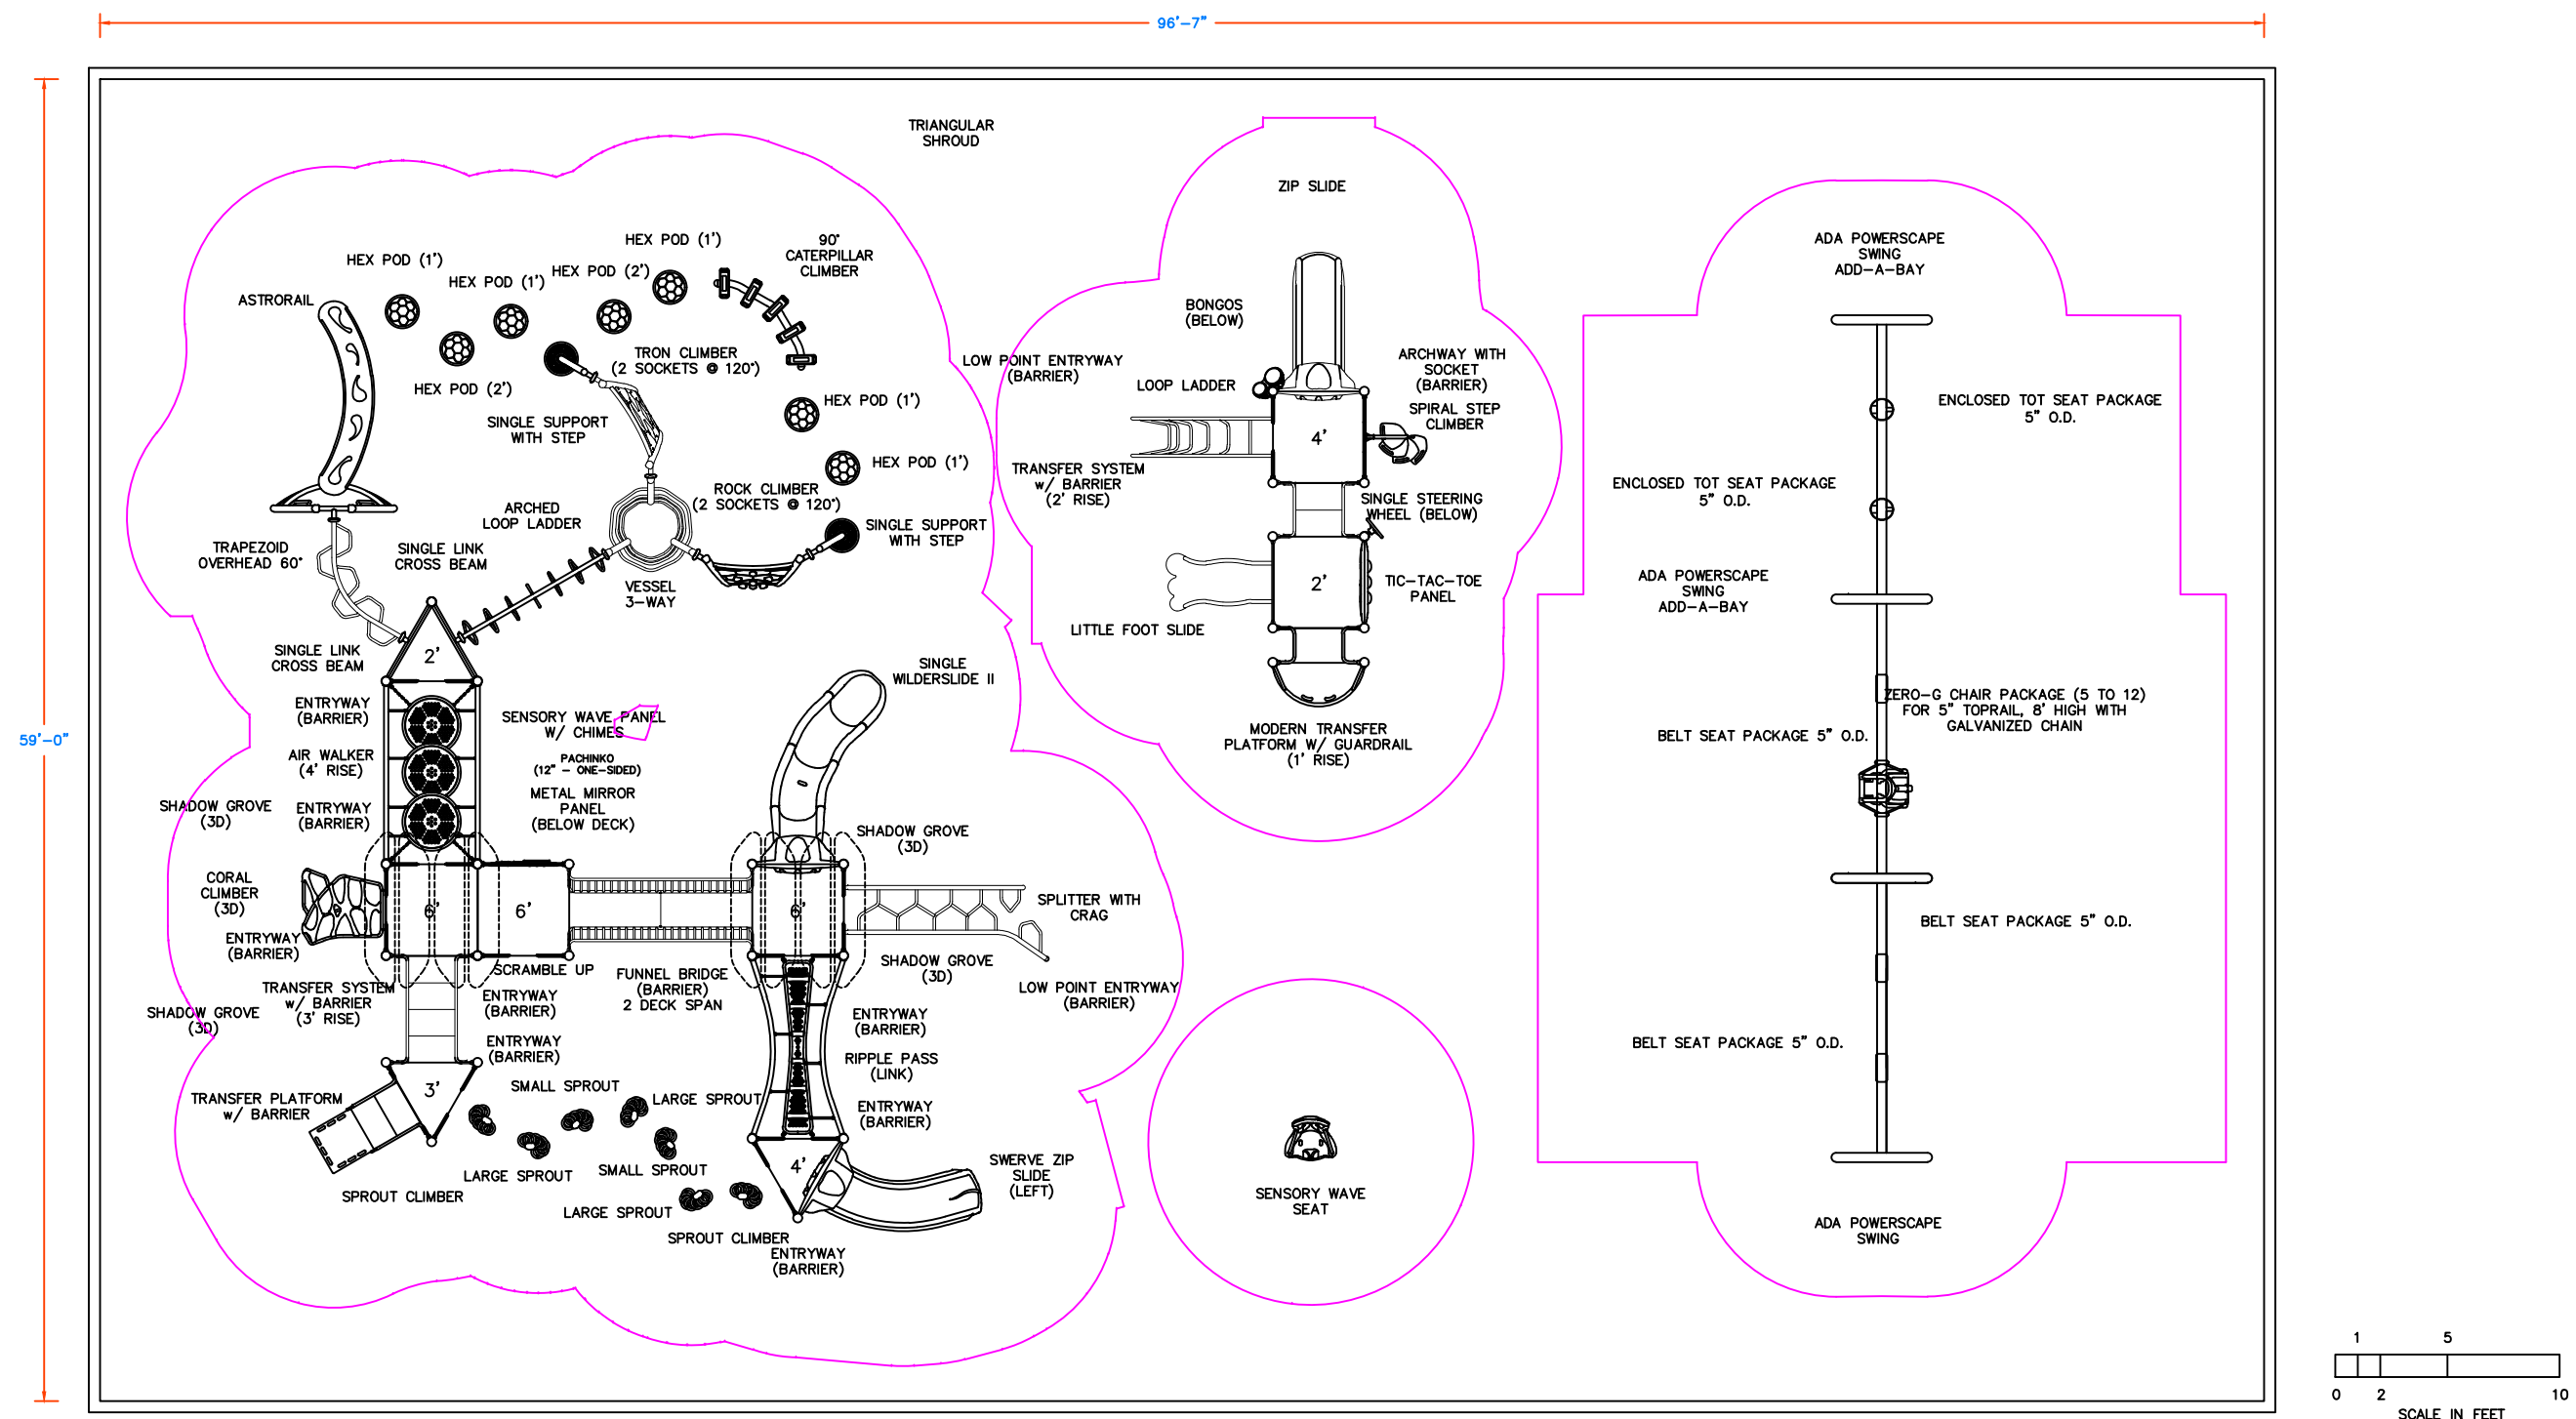 96'-7"
59'-0"
TRIANGULAR
SHROUD
HEX POD (1')
HEX POD (1')
HEX POD (1')
HEX POD (2')
90°
CATERPILLAR
CLIMBER
ASTRORAIL
HEX POD (2')
TRON CLIMBER
(2 SOCKETS @ 120°)
SINGLE SUPPORT
WITH STEP
HEX POD (1')
HEX POD (1')
ROCK CLIMBER
(2 SOCKETS @ 120°)
SINGLE SUPPORT
WITH STEP
ARCHED
LOOP LADDER
TRAPEZOID
OVERHEAD 60°
SINGLE LINK
CROSS BEAM
VESSEL
3-WAY
SINGLE LINK
CROSS BEAM
2'
ENTRYWAY
(BARRIER)
SENSORY WAVE PANEL
W/ CHIMES
SINGLE
WILDERSLIDE II
AIR WALKER
(4' RISE)
PACHINKO
(12" - ONE-SIDED)
METAL MIRROR
PANEL
(BELOW DECK)
SHADOW GROVE
(3D)
ENTRYWAY
(BARRIER)
SHADOW GROVE
(3D)
CORAL
CLIMBER
(3D)
6'
6'
6'
SPLITTER WITH
CRAG
ENTRYWAY
(BARRIER)
SCRAMBLE UP
FUNNEL BRIDGE
(BARRIER)
2 DECK SPAN
SHADOW GROVE
(3D)
LOW POINT ENTRYWAY
(BARRIER)
TRANSFER SYSTEM
w/ BARRIER
(3' RISE)
ENTRYWAY
(BARRIER)
SHADOW GROVE
(3D)
ENTRYWAY
(BARRIER)
ENTRYWAY
(BARRIER)
RIPPLE PASS
(LINK)
3'
SMALL SPROUT
LARGE SPROUT
TRANSFER PLATFORM
w/ BARRIER
ENTRYWAY
(BARRIER)
LARGE SPROUT
SMALL SPROUT
4'
SWERVE ZIP
SLIDE
(LEFT)
SPROUT CLIMBER
LARGE SPROUT
SPROUT CLIMBER
ENTRYWAY
(BARRIER)
ZIP SLIDE
BONGOS
(BELOW)
LOW POINT ENTRYWAY
(BARRIER)
LOOP LADDER
ARCHWAY WITH
SOCKET
(BARRIER)
SPIRAL STEP
CLIMBER
4'
TRANSFER SYSTEM
w/ BARRIER
(2' RISE)
SINGLE STEERING
WHEEL (BELOW)
2'
TIC-TAC-TOE
PANEL
LITTLE FOOT SLIDE
MODERN TRANSFER
PLATFORM W/ GUARDRAIL
(1' RISE)
SENSORY WAVE
SEAT
ADA POWERSCAPE
SWING
ADD-A-BAY
ENCLOSED TOT SEAT PACKAGE
5" O.D.
ENCLOSED TOT SEAT PACKAGE
5" O.D.
ADA POWERSCAPE
SWING
ADD-A-BAY
ZERO-G CHAIR PACKAGE (5 TO 12)
FOR 5" TOPRAIL, 8' HIGH WITH
GALVANIZED CHAIN
BELT SEAT PACKAGE 5" O.D.
BELT SEAT PACKAGE 5" O.D.
BELT SEAT PACKAGE 5" O.D.
ADA POWERSCAPE
SWING
1 5
0 2 10
SCALE IN FEET